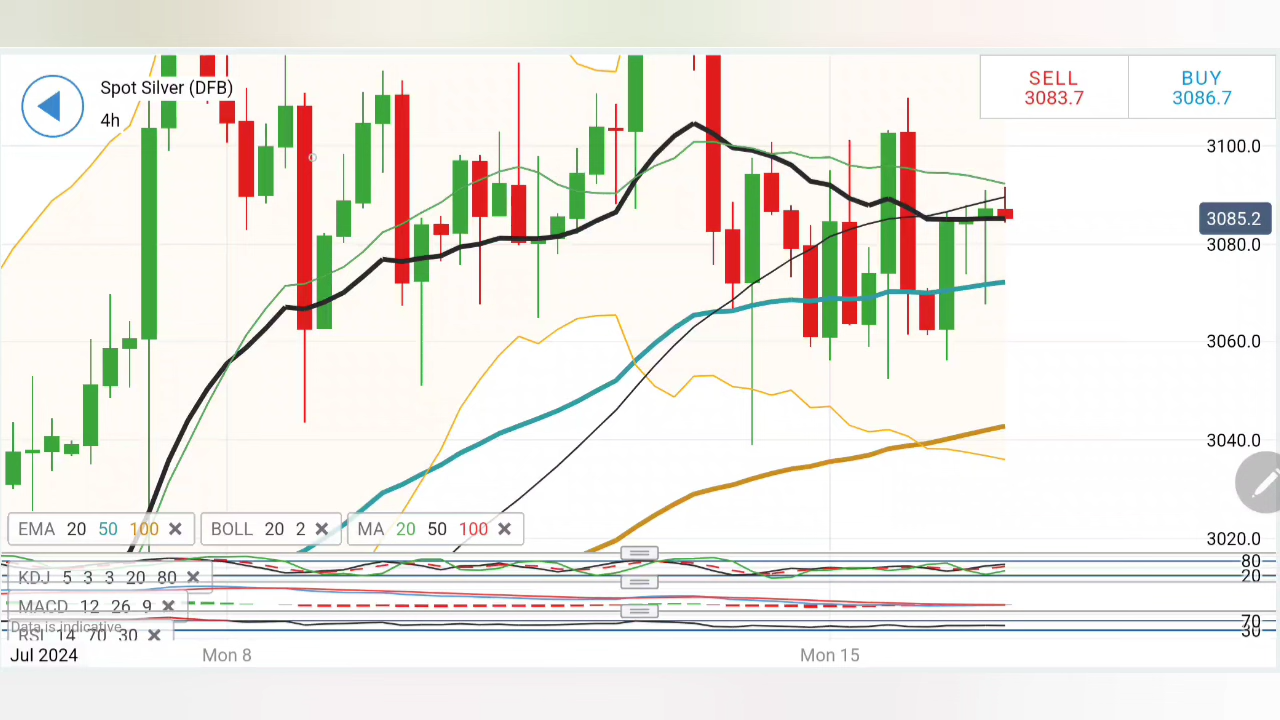 Spot Silver (DFB)
4h
SELL
3083.7
BUY
3086.7
3100.0
3085.2
3080.0
3060.0
3040.0
3020.0
EMA 20 50 100 ×
BOLL 20 2 ×
MA 20 50 100 ×
KDJ 5 3 3 20 80 ×
80
20
MACD 12 26 9 ×
Data is indicative
RSI 14 70 30 ×
70
30
Jul 2024
Mon 8
Mon 15